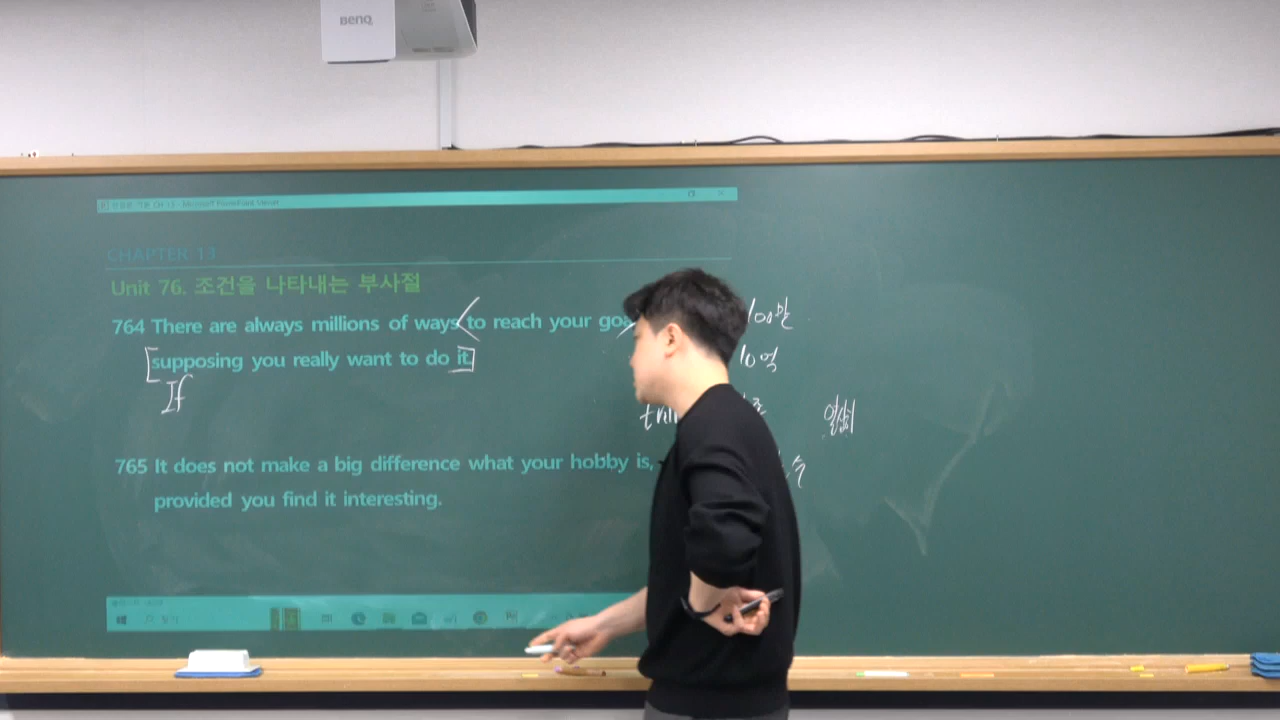 BenQ
CHAPTER 13
Unit 76. 조건을 나타내는 부사절
764 There are always millions of ways to reach your goa
supposing you really want to do it.
If
765 It does not make a big difference what your hobby is,
provided you find it interesting.
100만
10억